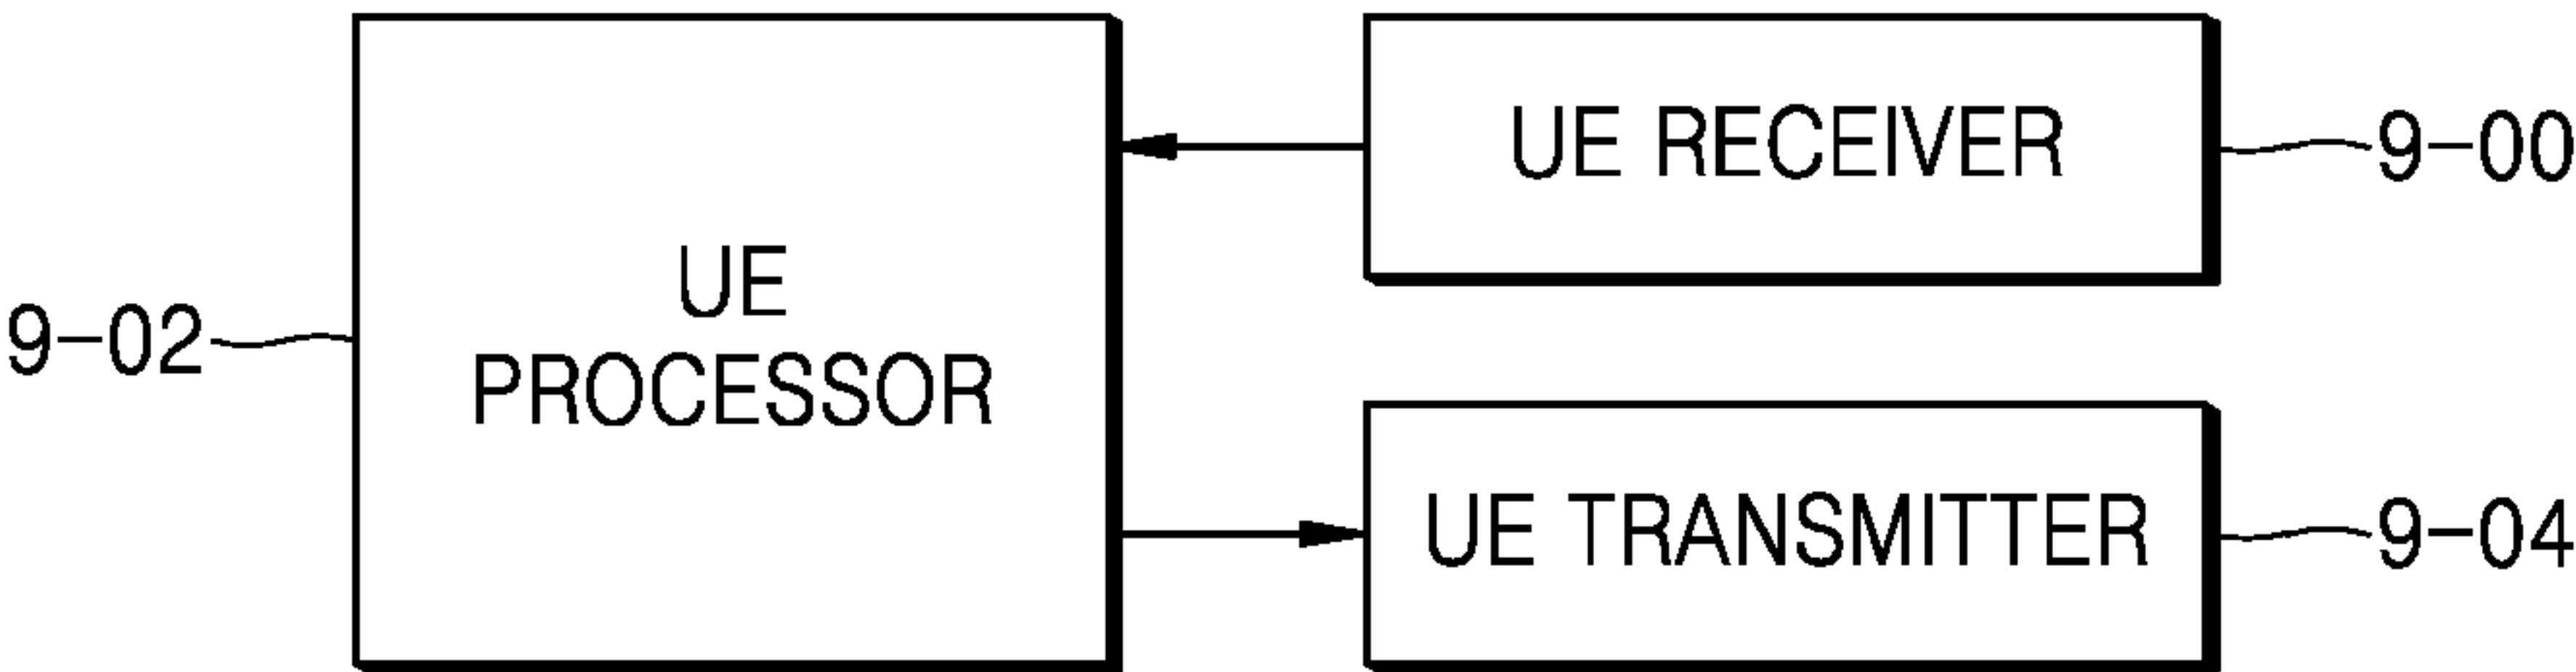 UE RECEIVER
9-00
UE
PROCESSOR
9-02
UE TRANSMITTER
9-04